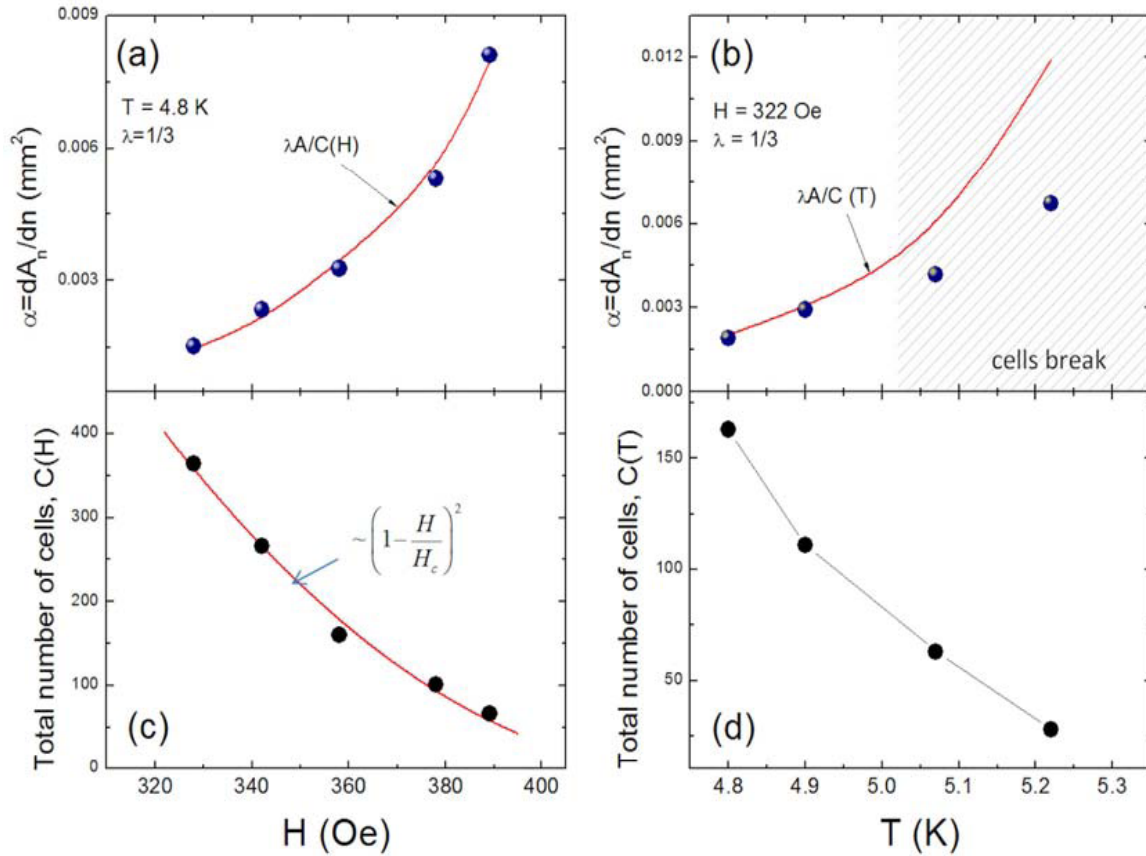 (a)
T = 4.8 K
λ=1/3
λA/C(H)
α=dAₙ/dn (mm²)
0.009
0.006
0.003
(b)
H = 322 Oe
λ = 1/3
λA/C (T)
cells break
α=dAₙ/dn (mm²)
0.012
0.009
0.006
0.003
0.000
(c)
~(1 - H/H_c)²
Total number of cells, C(H)
400
300
200
100
0
320 340 360 380 400
H (Oe)
(d)
Total number of cells, C(T)
150
100
50
4.8 4.9 5.0 5.1 5.2 5.3
T (K)